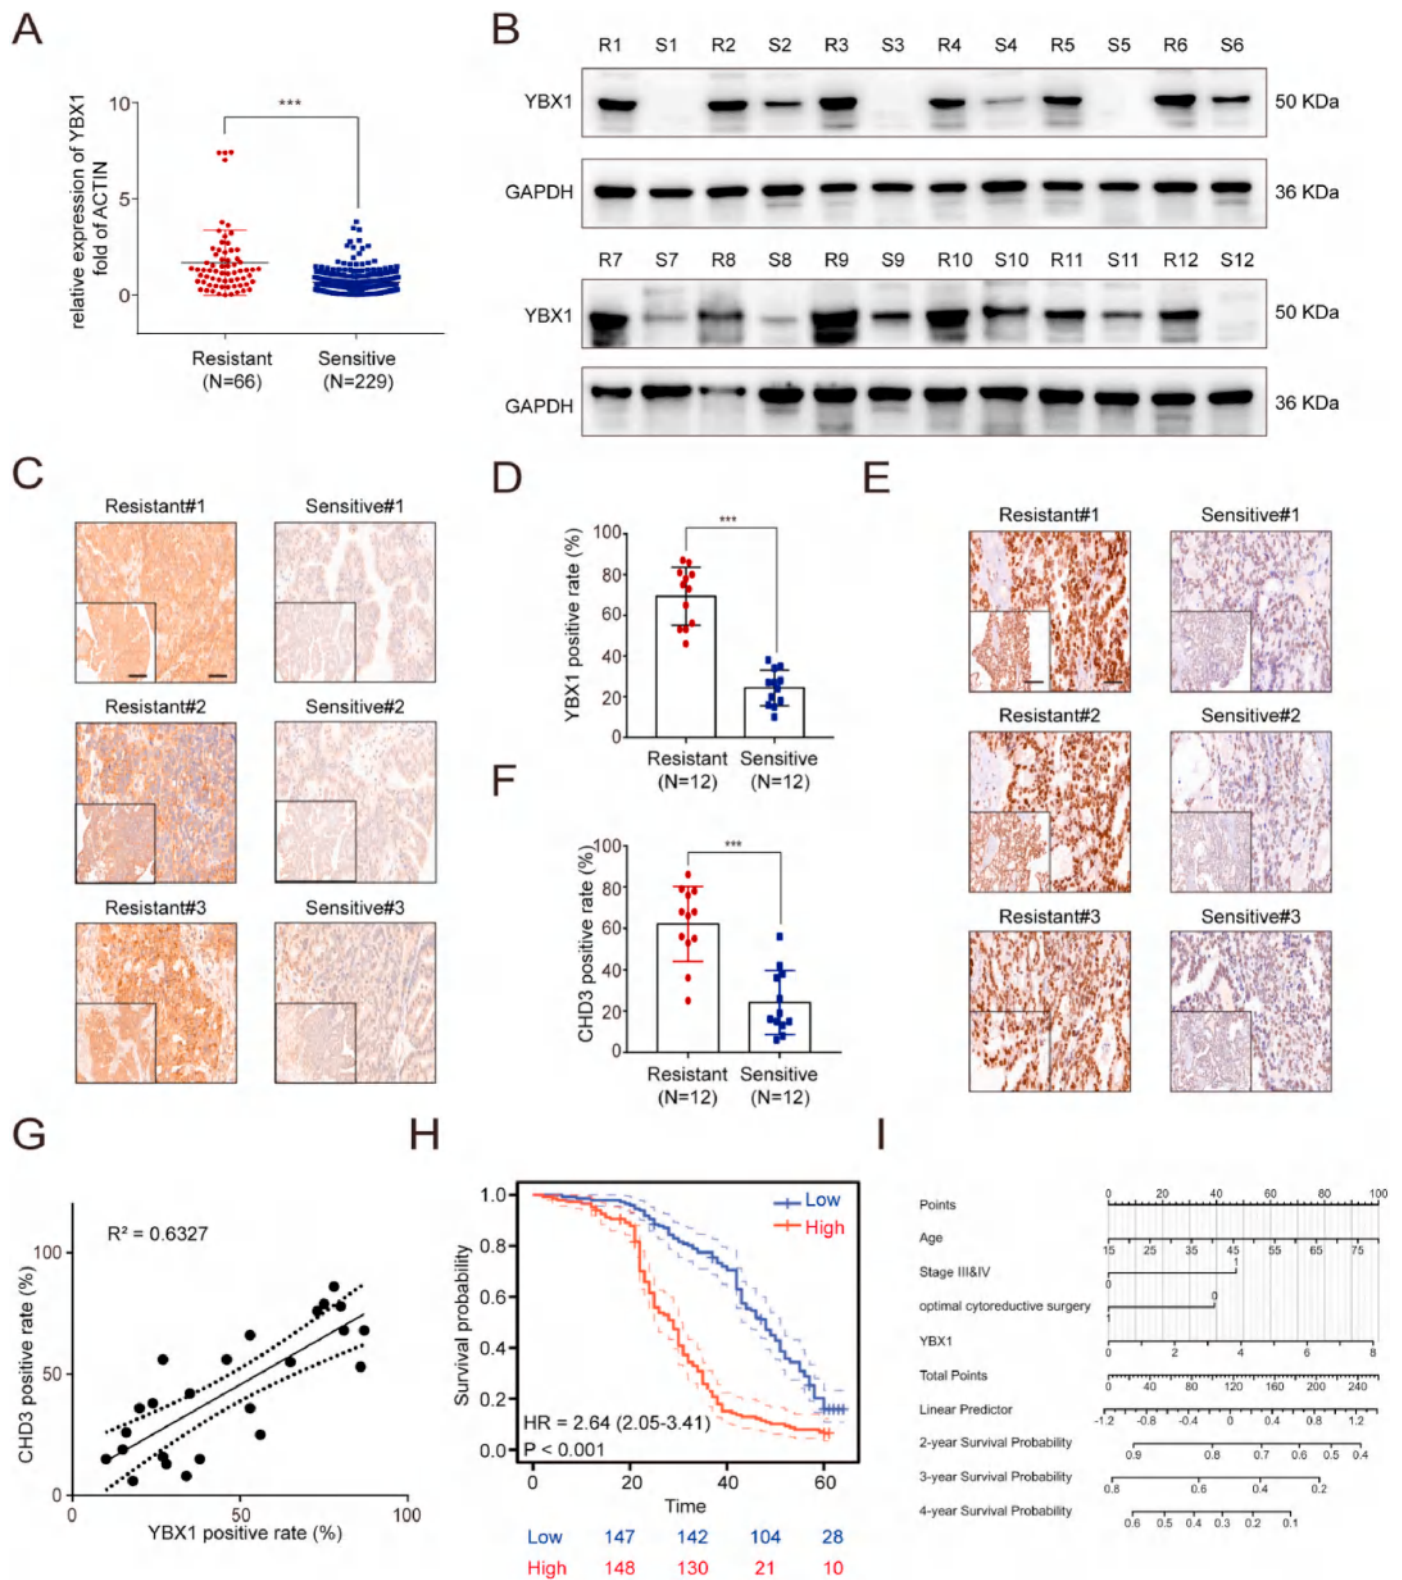 A
relative expression of YBX1
fold of ACTIN
10
5
0
***
Resistant
(N=66)
Sensitive
(N=229)
B
R1 S1 R2 S2 R3 S3 R4 S4 R5 S5 R6 S6
YBX1
50 KDa
GAPDH
36 KDa
R7 S7 R8 S8 R9 S9 R10 S10 R11 S11 R12 S12
YBX1
50 KDa
GAPDH
36 KDa
C
Resistant#1
Sensitive#1
Resistant#2
Sensitive#2
Resistant#3
Sensitive#3
D
YBX1 positive rate (%)
100
80
60
40
20
0
***
Resistant
(N=12)
Sensitive
(N=12)
E
Resistant#1
Sensitive#1
Resistant#2
Sensitive#2
Resistant#3
Sensitive#3
F
CHD3 positive rate (%)
100
80
60
40
20
0
***
Resistant
(N=12)
Sensitive
(N=12)
G
CHD3 positive rate (%)
R² = 0.6327
100
50
0
0 50 100
YBX1 positive rate (%)
H
Survival probability
1.0
0.8
0.6
0.4
0.2
0.0
Low
High
HR = 2.64 (2.05-3.41)
P < 0.001
0 20 40 60
Time
Low 147 142 104 28
High 148 130 21 10
I
Points
0 20 40 60 80 100
Age
15 25 35 45 55 65 75
Stage III&IV
1
0
optimal cytoreductive surgery
0
1
YBX1
0 2 4 6 8
Total Points
0 40 80 120 160 200 240
Linear Predictor
-1.2 -0.8 -0.4 0 0.4 0.8 1.2
2-year Survival Probability
0.9 0.8 0.7 0.6 0.5 0.4
3-year Survival Probability
0.8 0.6 0.4 0.2
4-year Survival Probability
0.6 0.5 0.4 0.3 0.2 0.1